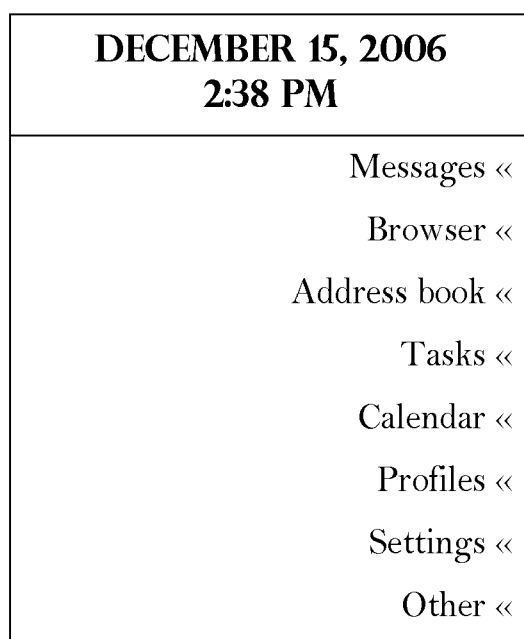 DECEMBER 15, 2006
2:38 PM
Messages «
Browser «
Address book «
Tasks «
Calendar «
Profiles «
Settings «
Other «